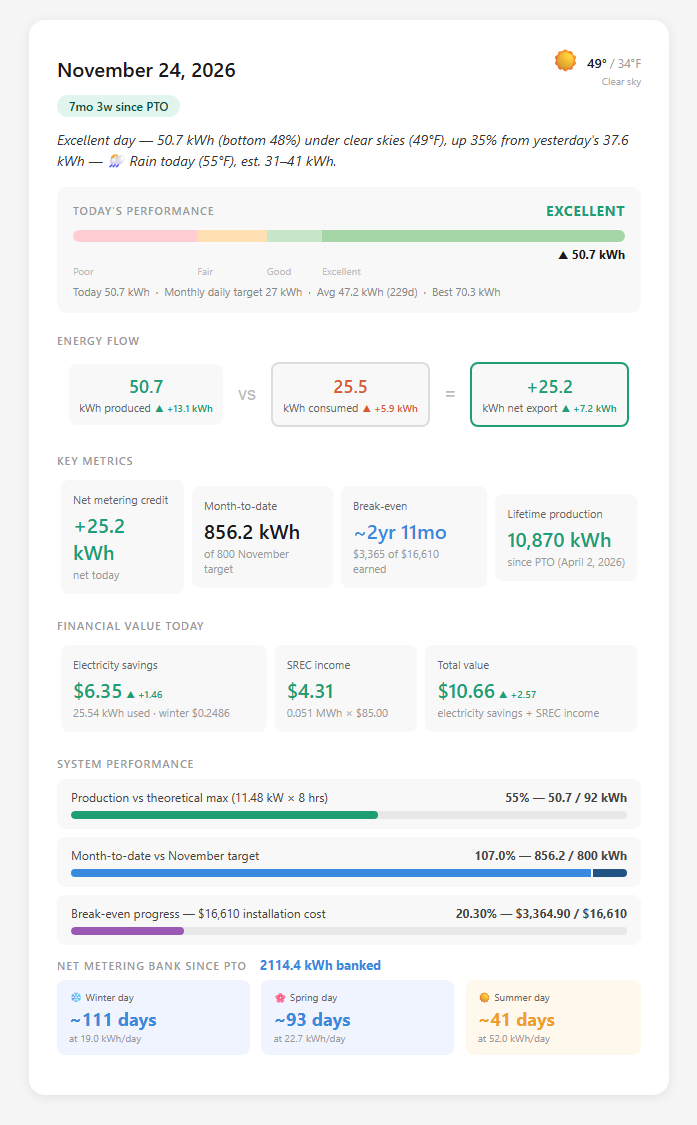 November 24, 2026
49° / 34°F
Clear sky
7mo 3w since PTO
Excellent day — 50.7 kWh (bottom 48%) under clear skies (49°F), up 35% from yesterday's 37.6
kWh — 🌦️ Rain today (55°F), est. 31–41 kWh.
TODAY'S PERFORMANCE
EXCELLENT
▲ 50.7 kWh
Poor Fair Good Excellent
Today 50.7 kWh · Monthly daily target 27 kWh · Avg 47.2 kWh (229d) · Best 70.3 kWh
ENERGY FLOW
50.7
kWh produced ▲ +13.1 kWh
VS
25.5
kWh consumed ▲ +5.9 kWh
=
+25.2
kWh net export ▲ +7.2 kWh
KEY METRICS
Net metering credit
+25.2
kWh
net today
Month-to-date
856.2 kWh
of 800 November
target
Break-even
~2yr 11mo
$3,365 of $16,610
earned
Lifetime production
10,870 kWh
since PTO (April 2, 2026)
FINANCIAL VALUE TODAY
Electricity savings
$6.35 ▲ +1.46
25.54 kWh used · winter $0.2486
SREC income
$4.31
0.051 MWh × $85.00
Total value
$10.66 ▲ +2.57
electricity savings + SREC income
SYSTEM PERFORMANCE
Production vs theoretical max (11.48 kW × 8 hrs)
55% — 50.7 / 92 kWh
Month-to-date vs November target
107.0% — 856.2 / 800 kWh
Break-even progress — $16,610 installation cost
20.30% — $3,364.90 / $16,610
NET METERING BANK SINCE PTO 2114.4 kWh banked
❄️ Winter day
~111 days
at 19.0 kWh/day
🌸 Spring day
~93 days
at 22.7 kWh/day
Summer day
~41 days
at 52.0 kWh/day